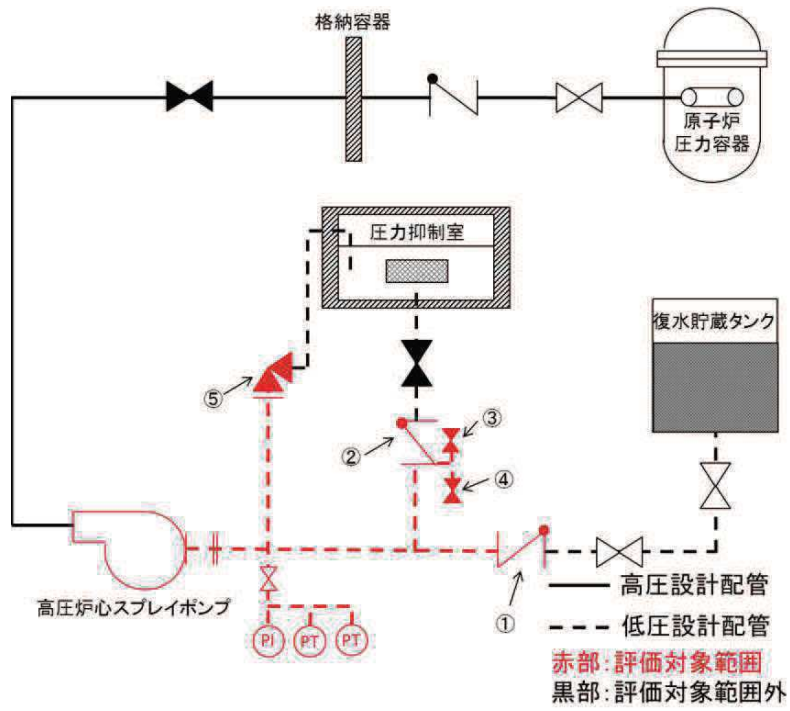 格納容器
原子炉
圧力容器
圧力抑制室
復水貯蔵タンク
⑤
③
②
④
①
高圧炉心スプレイポンプ
PI
PT
PT
高圧設計配管
低圧設計配管
赤部:評価対象範囲
黒部:評価対象範囲外